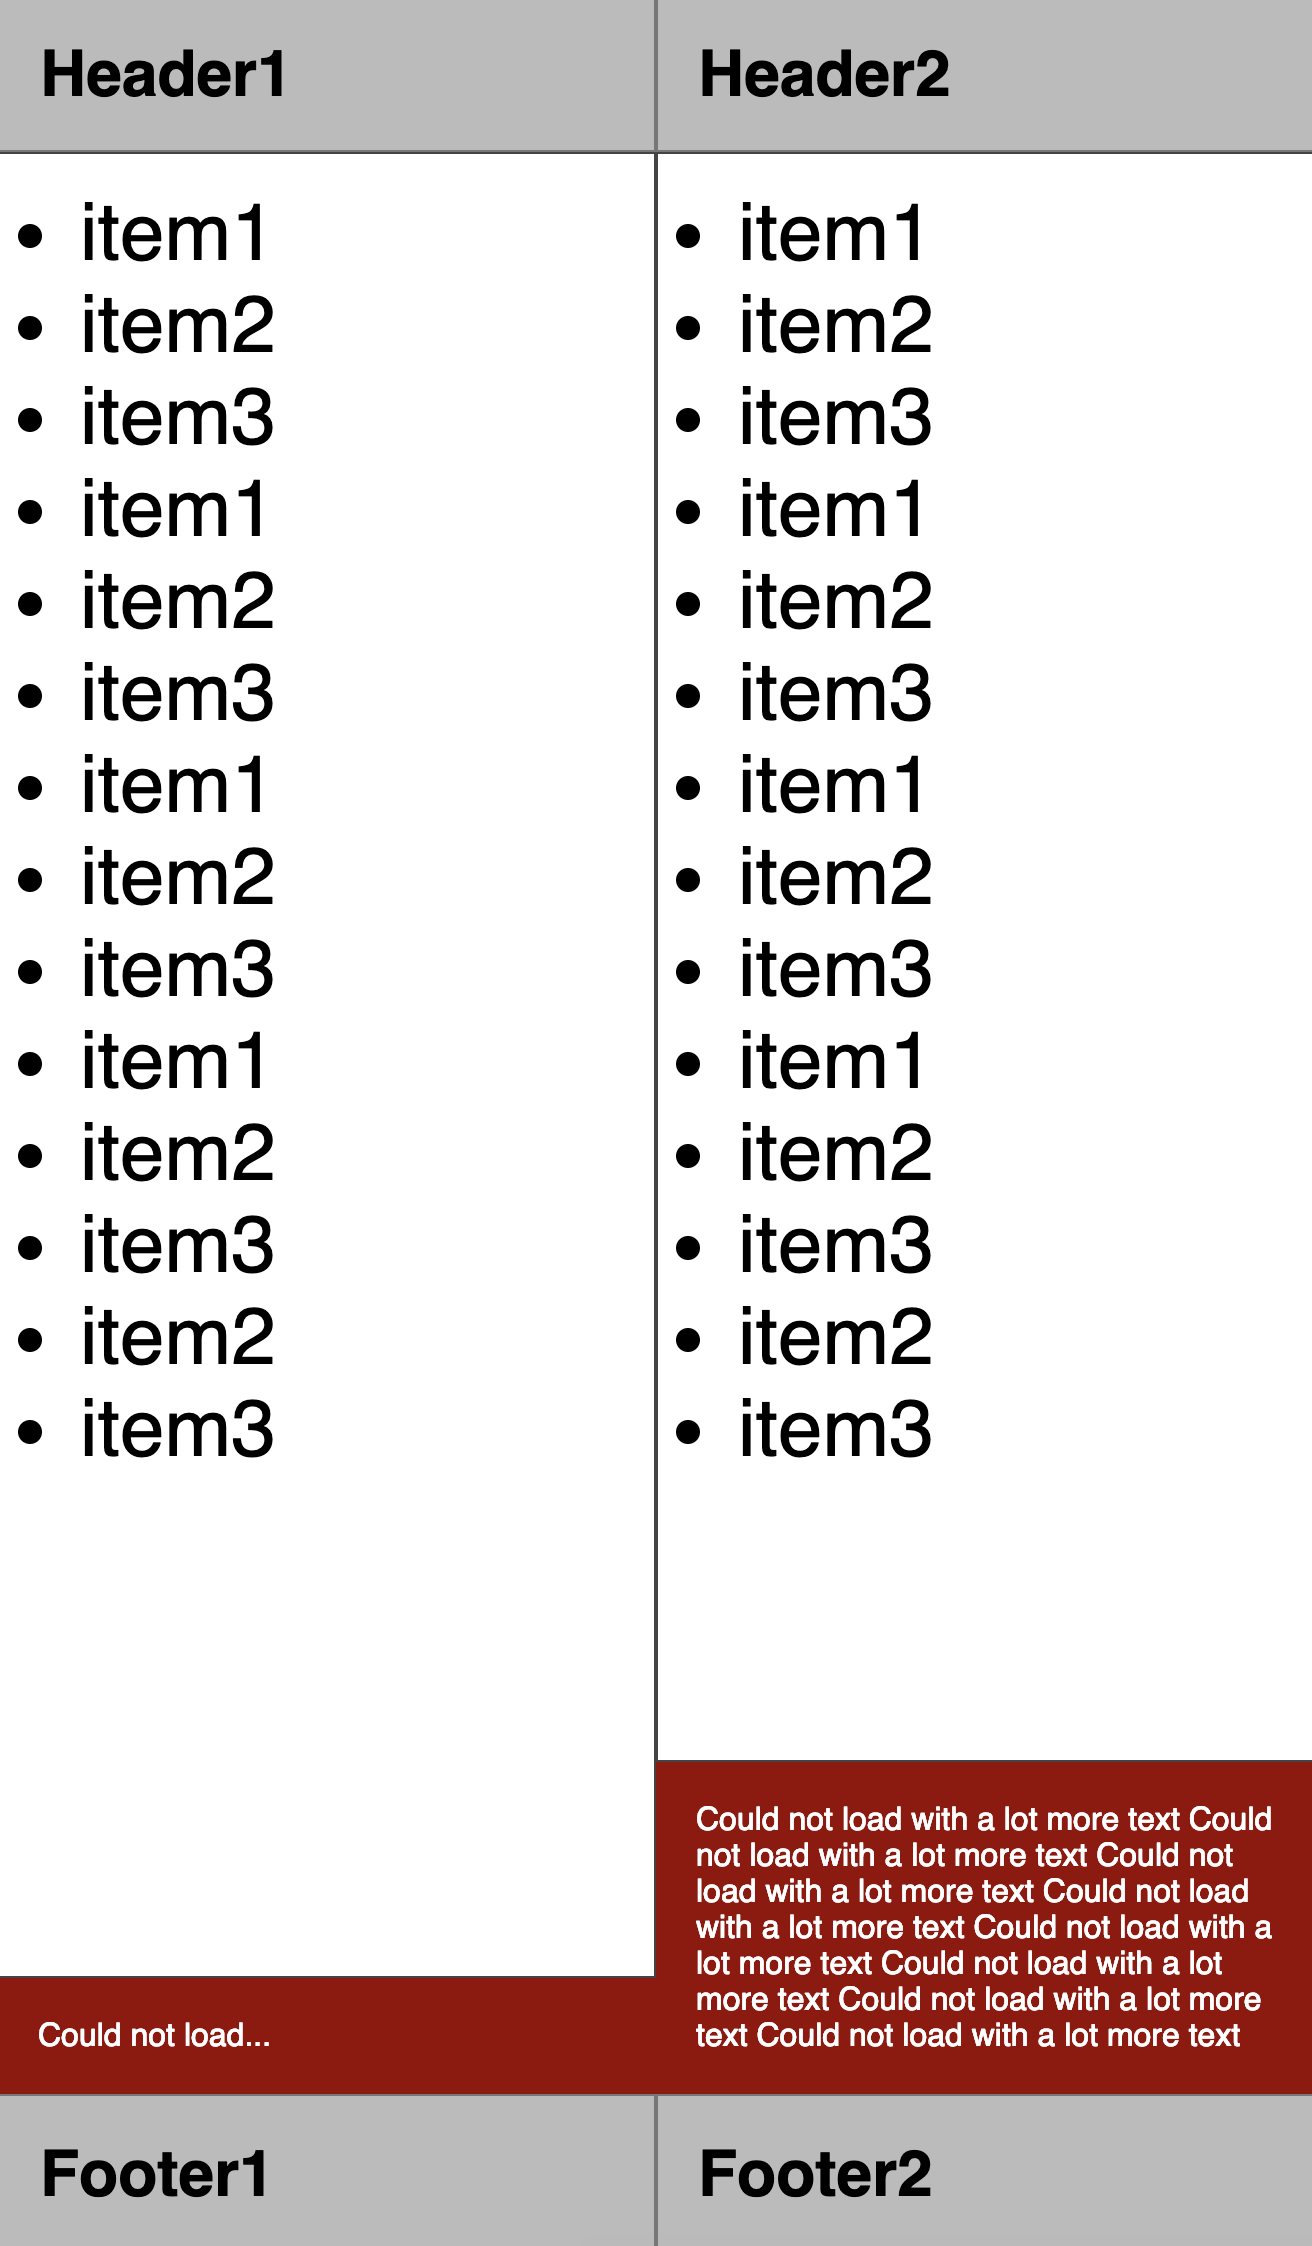 Header1
item1
item2
item3
item1
item2
item3
item1
item2
item3
item1
item2
item3
item2
item3
Could not load...
Footer1
Header2
item1
item2
item3
item1
item2
item3
item1
item2
item3
item1
item2
item3
item2
item3
Could not load with a lot more text Could
not load with a lot more text Could not
load with a lot more text Could not load
with a lot more text Could not load with a
lot more text Could not load with a lot
more text Could not load with a lot more
text Could not load with a lot more text
Footer2